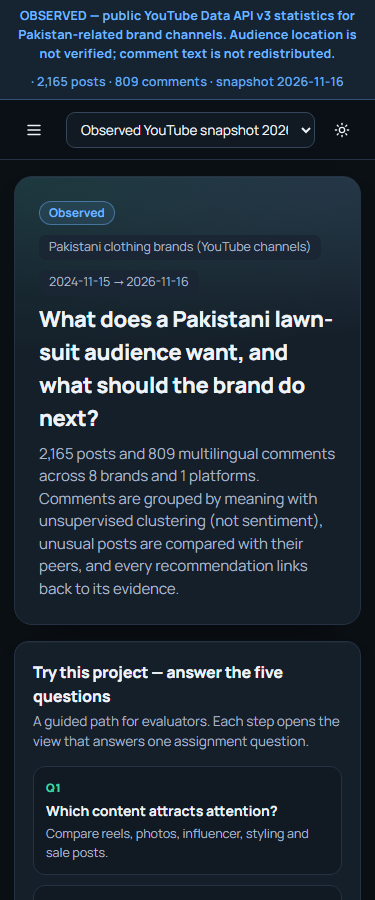 OBSERVED — public YouTube Data API v3 statistics for
Pakistan-related brand channels. Audience location is
not verified; comment text is not redistributed.
· 2,165 posts · 809 comments · snapshot 2026-11-16
Observed YouTube snapshot 202
Observed
Pakistani clothing brands (YouTube channels)
2024-11-15 → 2026-11-16
What does a Pakistani lawn-
suit audience want, and
what should the brand do
next?
2,165 posts and 809 multilingual comments
across 8 brands and 1 platforms.
Comments are grouped by meaning with
unsupervised clustering (not sentiment),
unusual posts are compared with their
peers, and every recommendation links
back to its evidence.
Try this project — answer the five
questions
A guided path for evaluators. Each step opens the
view that answers one assignment question.
Q1
Which content attracts attention?
Compare reels, photos, influencer, styling and
sale posts.